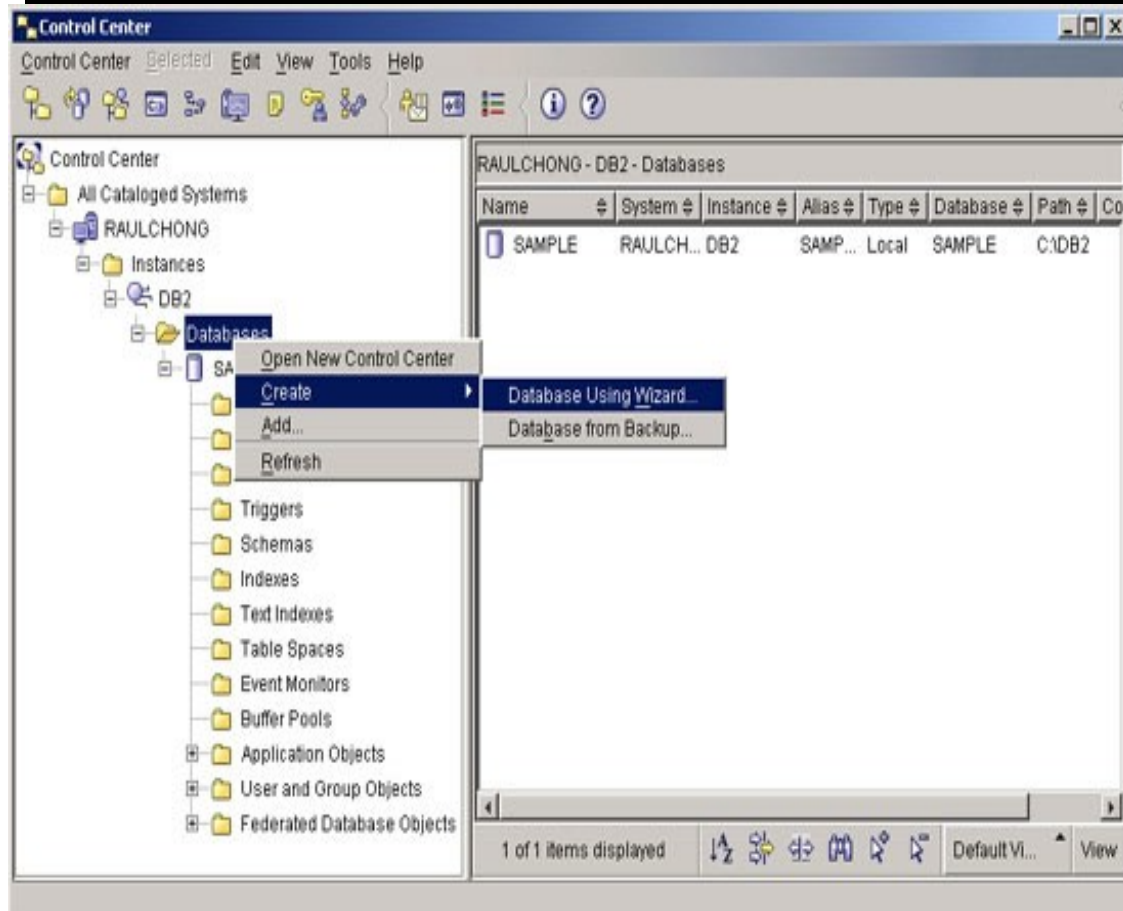 Control Center
Control Center Selected Edit View Tools Help
Control Center
All Cataloged Systems
RAULCHONG
Instances
DB2
Databases
SA
Triggers
Schemas
Indexes
Text Indexes
Table Spaces
Event Monitors
Buffer Pools
Application Objects
User and Group Objects
Federated Database Objects
Open New Control Center
Create
Add...
Refresh
Database Using Wizard...
Database from Backup...
RAULCHONG - DB2 - Databases
Name System Instance Alias Type Database Path Co
SAMPLE RAULCH... DB2 SAMP... Local SAMPLE C:\DB2
1 of 1 items displayed Default Vi... View